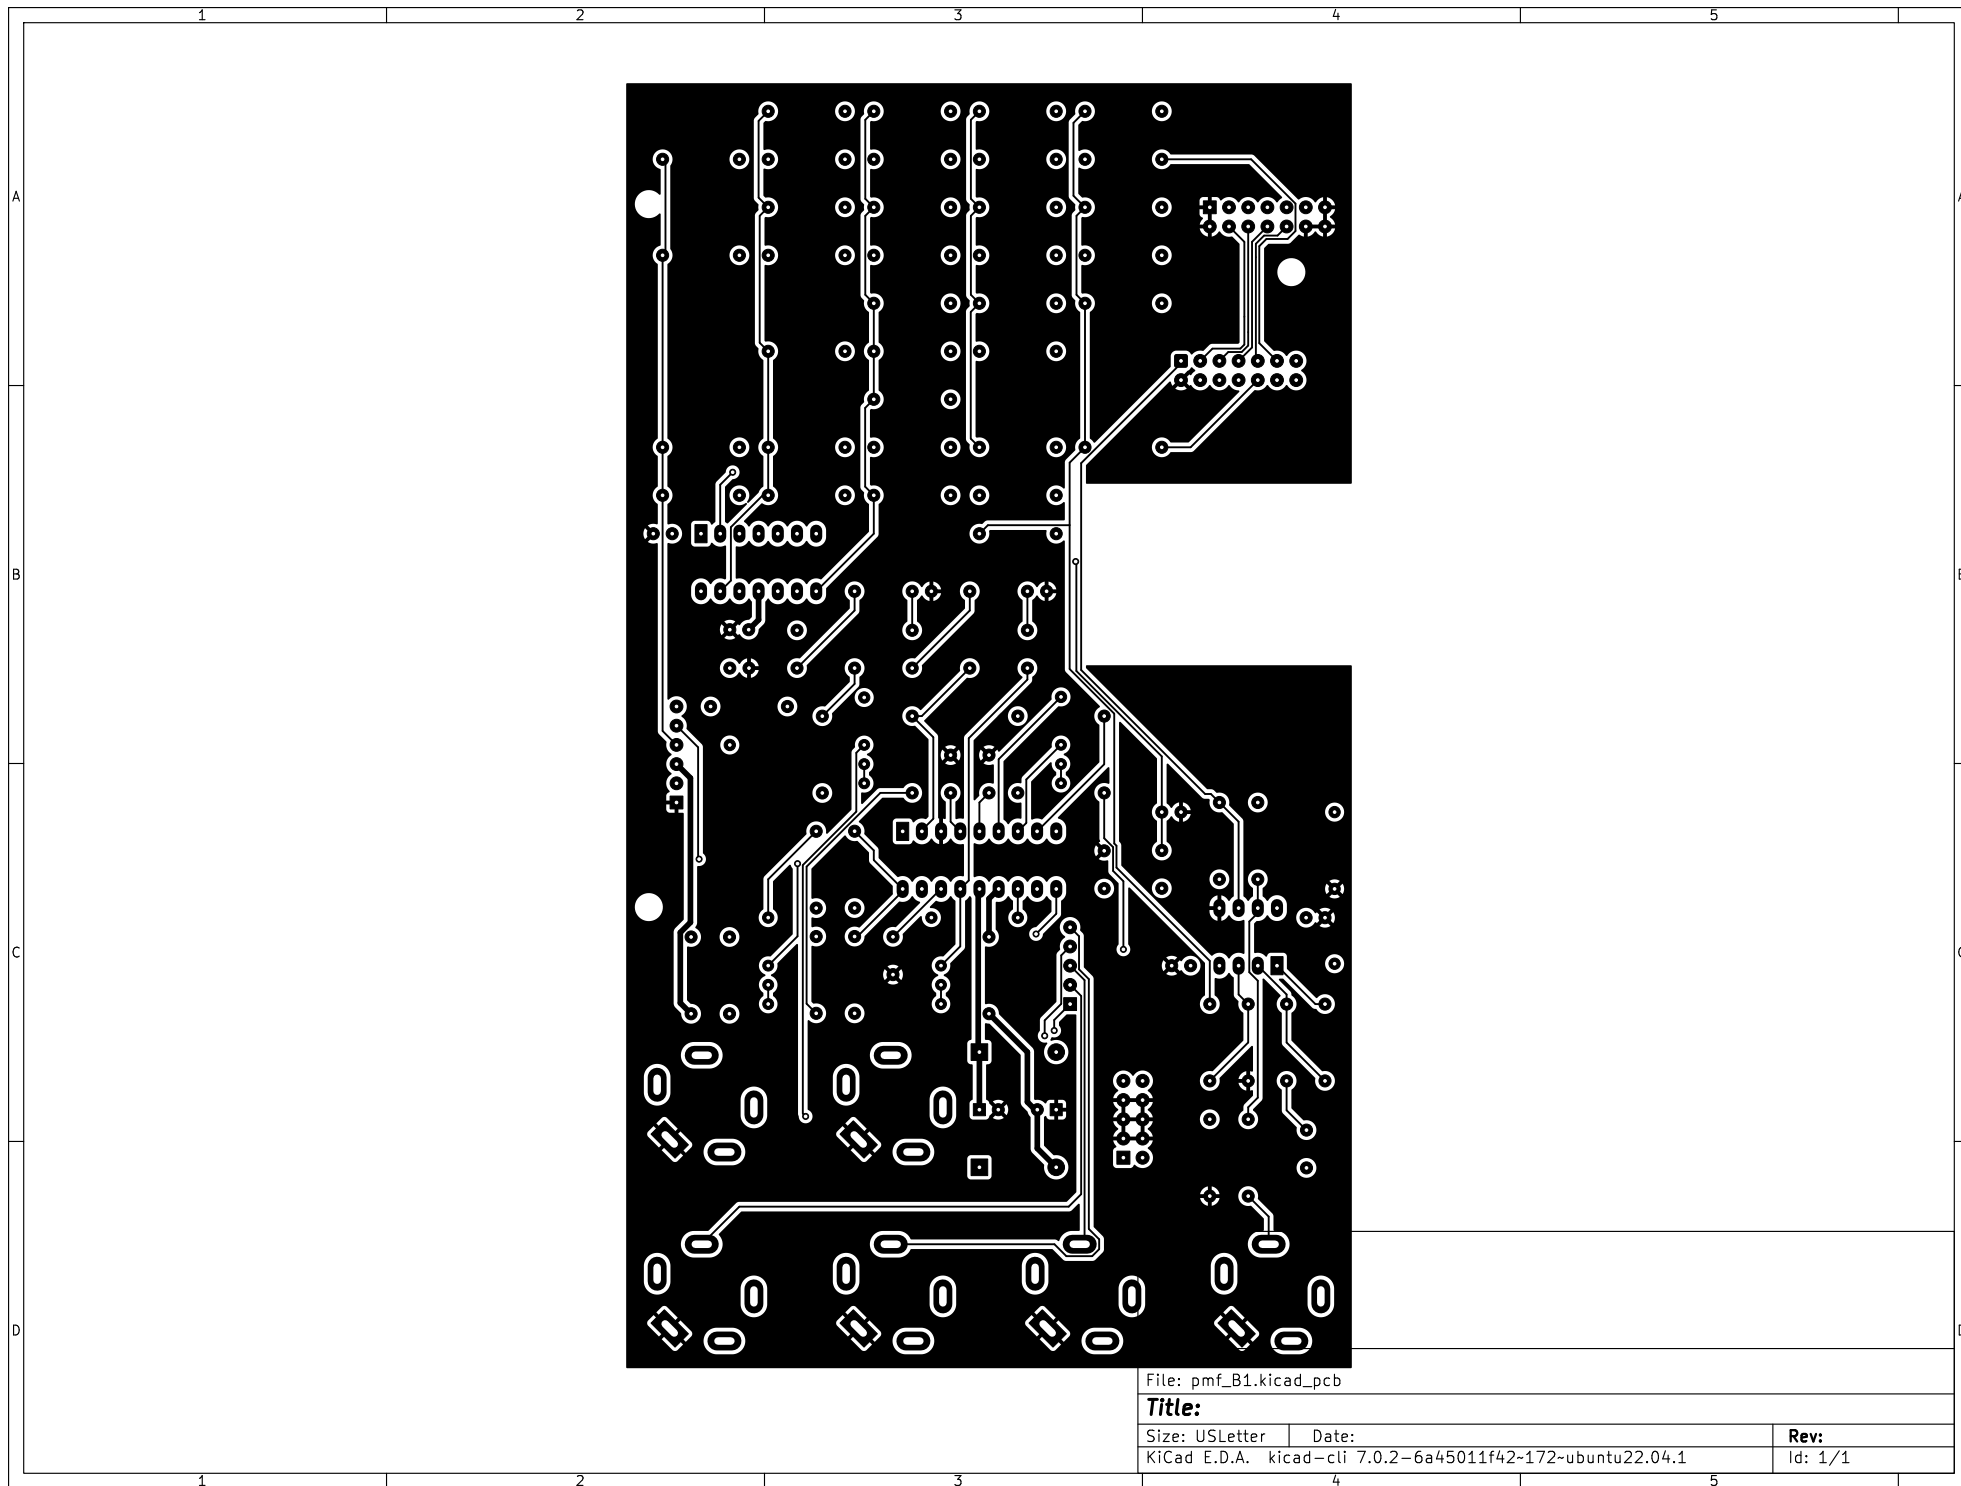 1 2 3 4 5
A A
B B
C C
D D
File: pmf_B1.kicad_pcb
Title:
Size: USLetter Date: Rev:
KiCad E.D.A. kicad-cli 7.0.2-6a45011f42~172~ubuntu22.04.1 Id: 1/1
1 2 3 4 5